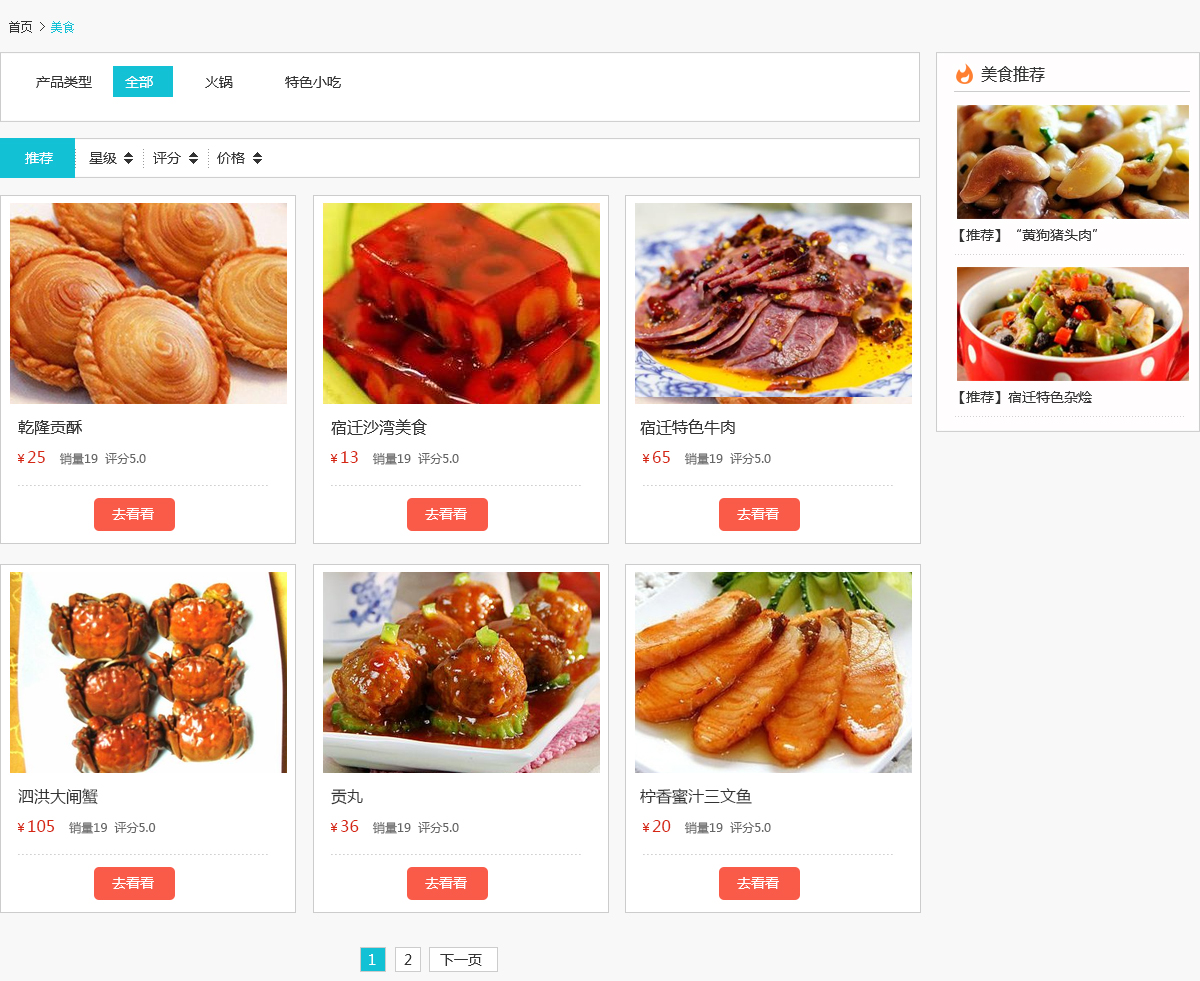 首页 > 美食
产品类型 全部 火锅 特色小吃
推荐 星级 评分 价格
乾隆贡酥
¥25 销量19 评分5.0
去看看
宿迁沙湾美食
¥13 销量19 评分5.0
去看看
宿迁特色牛肉
¥65 销量19 评分5.0
去看看
泗洪大闸蟹
¥105 销量19 评分5.0
去看看
贡丸
¥36 销量19 评分5.0
去看看
柠香蜜汁三文鱼
¥20 销量19 评分5.0
去看看
1 2 下一页
美食推荐
【推荐】“黄狗猪头肉”
【推荐】宿迁特色杂烩